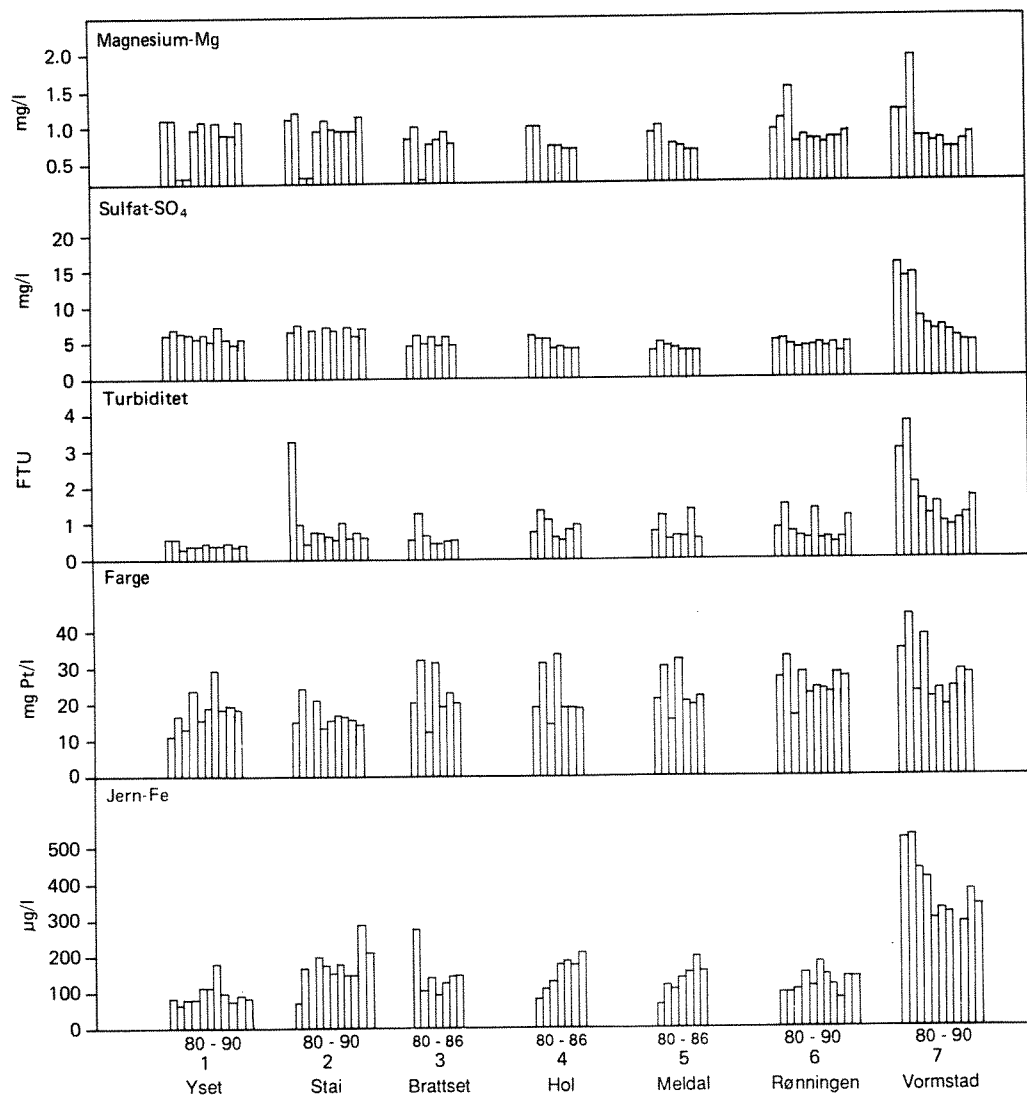 Magnesium-Mg
2.0
1.5
1.0
0.5
mg/l
Sulfat-SO₄
20
15
10
5
0
mg/l
Turbiditet
4
3
2
1
0
FTU
Farge
40
30
20
10
0
mg Pt/l
Jern-Fe
500
400
300
200
100
0
µg/l
80 - 90 80 - 90 80 - 86 80 - 86 80 - 86 80 - 90 80 - 90
1 2 3 4 5 6 7
Yset Stai Brattset Hol Meldal Rønningen Vormstad